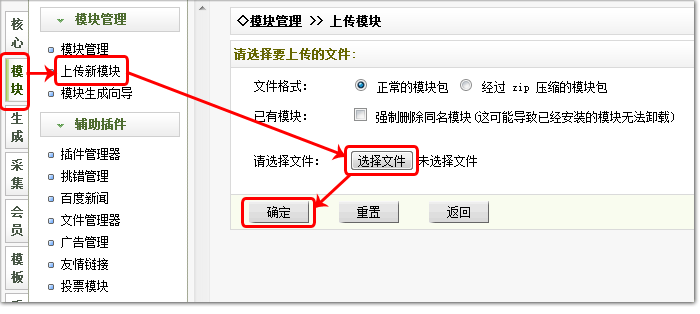 核心
模块
生成
采集
会员
模板
模块管理
模块管理
上传新模块
模块生成向导
辅助插件
插件管理器
挑错管理
百度新闻
文件管理器
广告管理
友情链接
投票模块
◇模块管理 >> 上传模块
请选择要上传的文件:
文件格式: 正常的模块包 经过 zip 压缩的模块包
已有模块: 强制删除同名模块(这可能导致已经安装的模块无法卸载)
请选择文件: 选择文件 未选择文件
确定 重置 返回